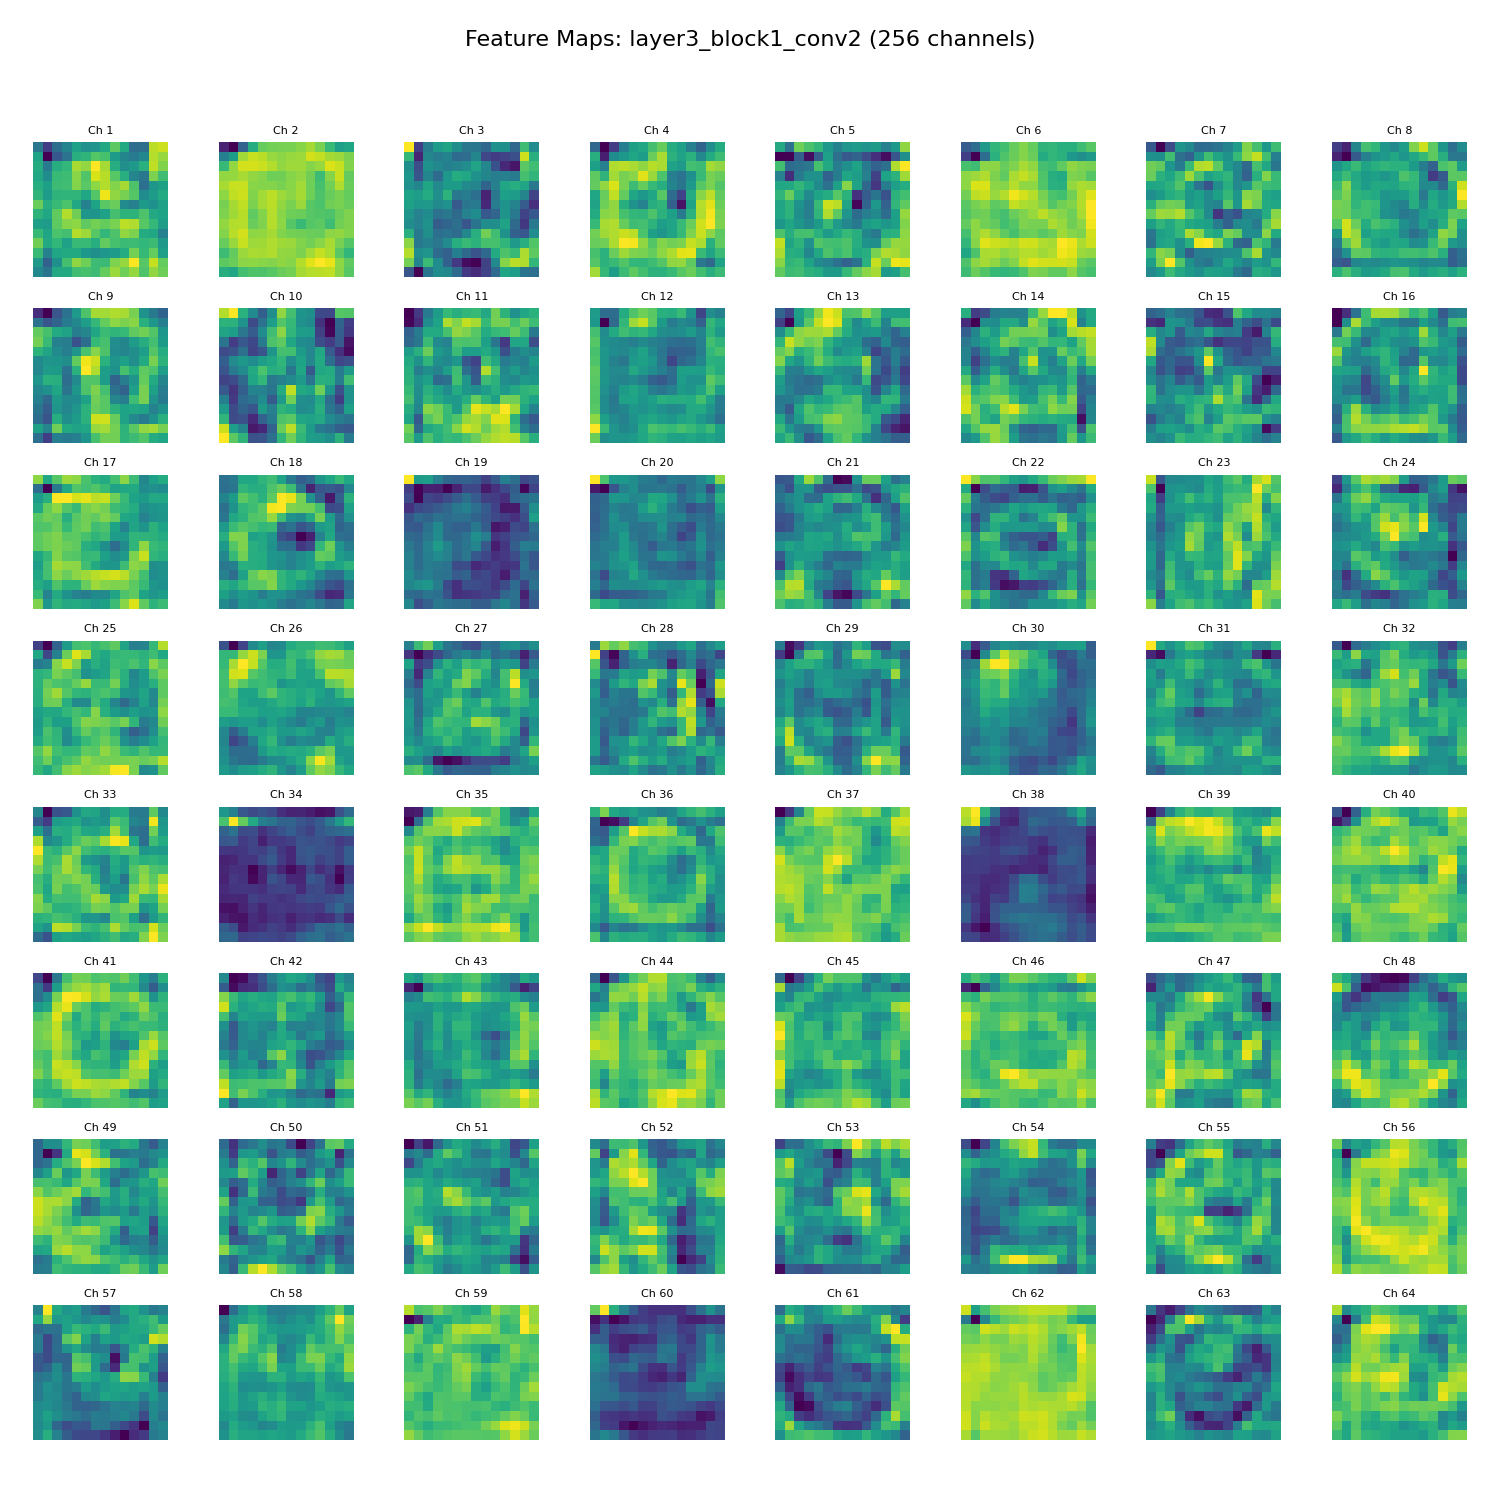 Feature Maps: layer3_block1_conv2 (256 channels)
Ch 1 Ch 2 Ch 3 Ch 4 Ch 5 Ch 6 Ch 7 Ch 8
Ch 9 Ch 10 Ch 11 Ch 12 Ch 13 Ch 14 Ch 15 Ch 16
Ch 17 Ch 18 Ch 19 Ch 20 Ch 21 Ch 22 Ch 23 Ch 24
Ch 25 Ch 26 Ch 27 Ch 28 Ch 29 Ch 30 Ch 31 Ch 32
Ch 33 Ch 34 Ch 35 Ch 36 Ch 37 Ch 38 Ch 39 Ch 40
Ch 41 Ch 42 Ch 43 Ch 44 Ch 45 Ch 46 Ch 47 Ch 48
Ch 49 Ch 50 Ch 51 Ch 52 Ch 53 Ch 54 Ch 55 Ch 56
Ch 57 Ch 58 Ch 59 Ch 60 Ch 61 Ch 62 Ch 63 Ch 64